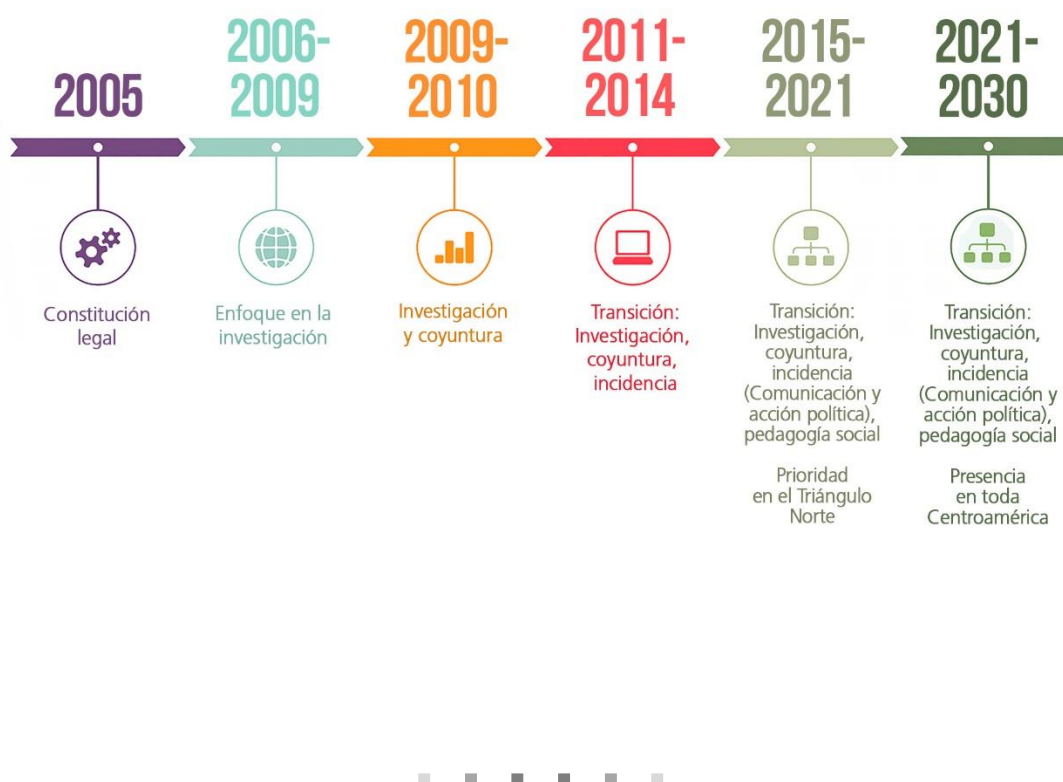 2005
Constitución
legal
2006-
2009
Enfoque en la
investigación
2009-
2010
Investigación
y coyuntura
2011-
2014
Transición:
Investigación,
coyuntura,
incidencia
2015-
2021
Transición:
Investigación,
coyuntura,
incidencia
(Comunicación y
acción política),
pedagogía social
Prioridad
en el Triángulo
Norte
2021-
2030
Transición:
Investigación,
coyuntura,
incidencia
(Comunicación y
acción política),
pedagogía social
Presencia
en toda
Centroamérica